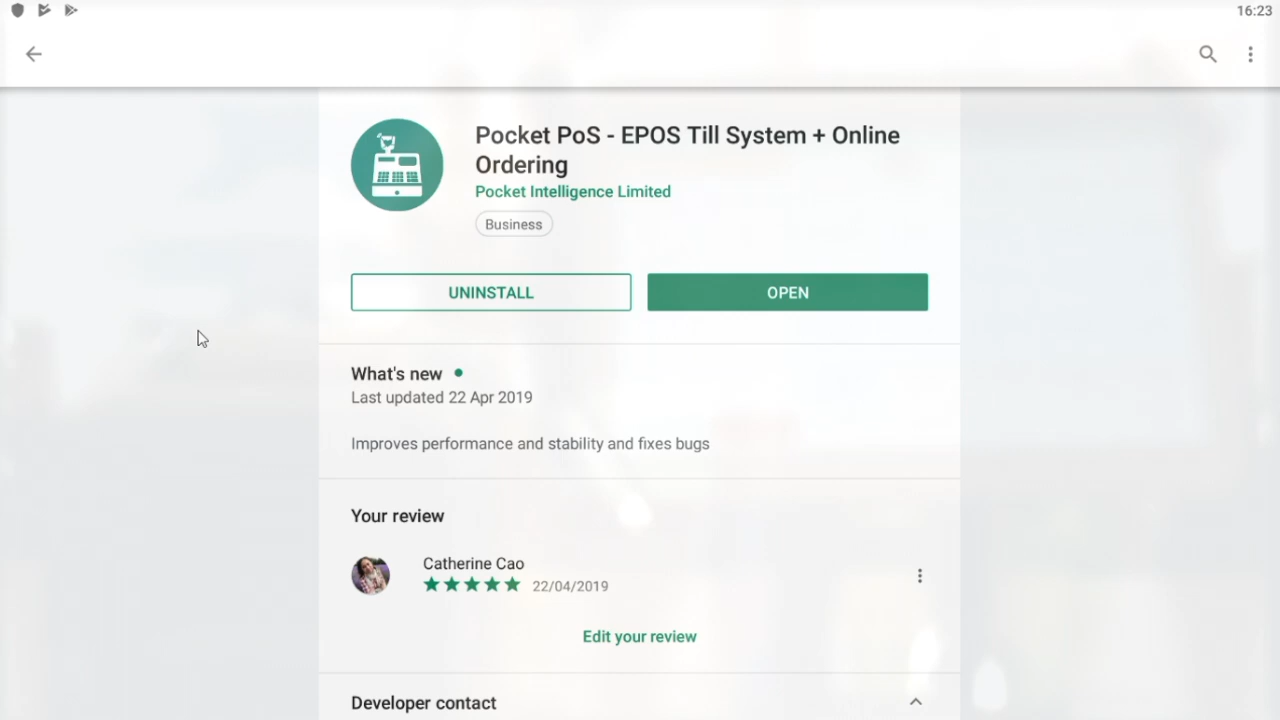 16:23
Pocket PoS - EPOS Till System + Online
Ordering
Pocket Intelligence Limited
Business
UNINSTALL
OPEN
What's new
Last updated 22 Apr 2019
Improves performance and stability and fixes bugs
Your review
Catherine Cao
22/04/2019
Edit your review
Developer contact